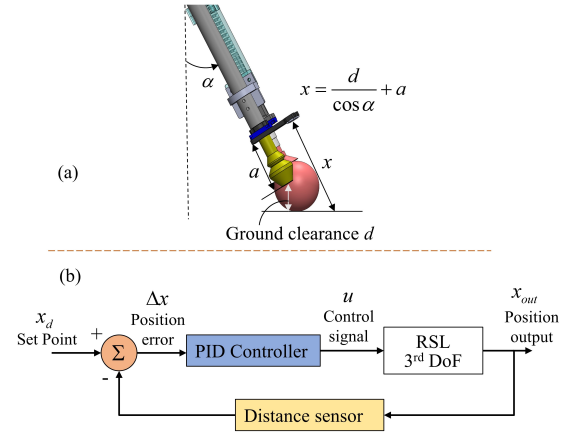 α
x = d / cos α + a
(a)
a
x
Ground clearance d
(b)
x_d
Set Point
+
-
Σ
Δx
Position
error
PID Controller
u
Control
signal
RSL
3rd DoF
x_out
Position
output
Distance sensor